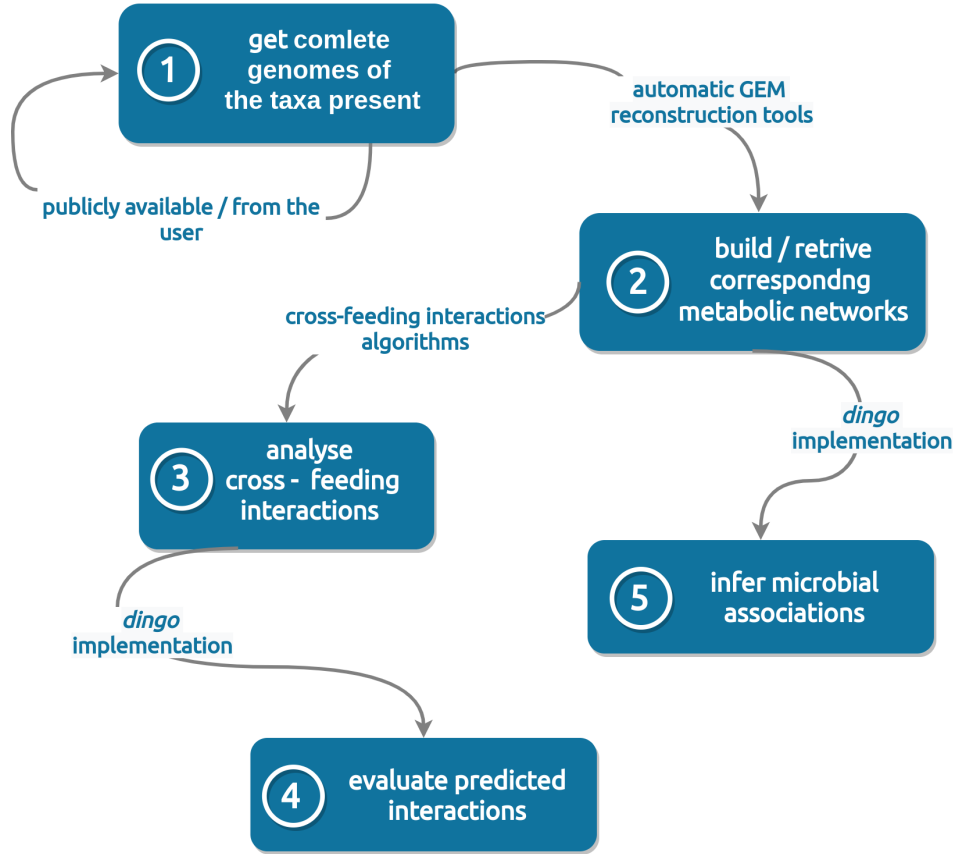 1
get comlete
genomes of
the taxa present
automatic GEM
reconstruction tools
publicly available / from the
user
2
build / retrive
correspondng
metabolic networks
cross-feeding interactions
algorithms
dingo
implementation
3
analyse
cross - feeding
interactions
5
infer microbial
associations
dingo
implementation
4
evaluate predicted
interactions